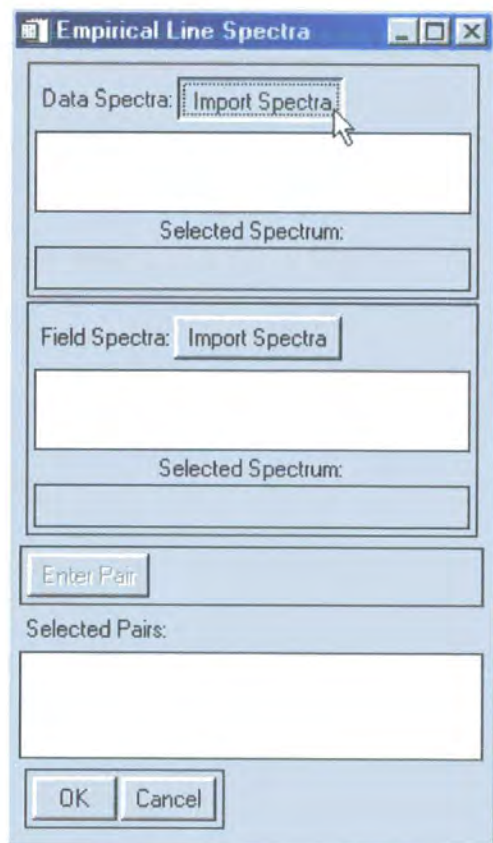 Empirical Line Spectra
Data Spectra: Import Spectra
Selected Spectrum:
Field Spectra: Import Spectra
Selected Spectrum:
Enter Pair
Selected Pairs:
OK Cancel